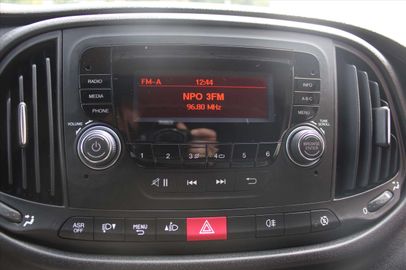 RADIO
MEDIA
PHONE
FM-A 12:44
NPO 3FM
96.80 MHz
INFO
A-B-C
MENU
VOLUME
TUNE
SCROLL
BROWSE
ENTER
1 2 3 4 5 6
ASR
OFF
MENU